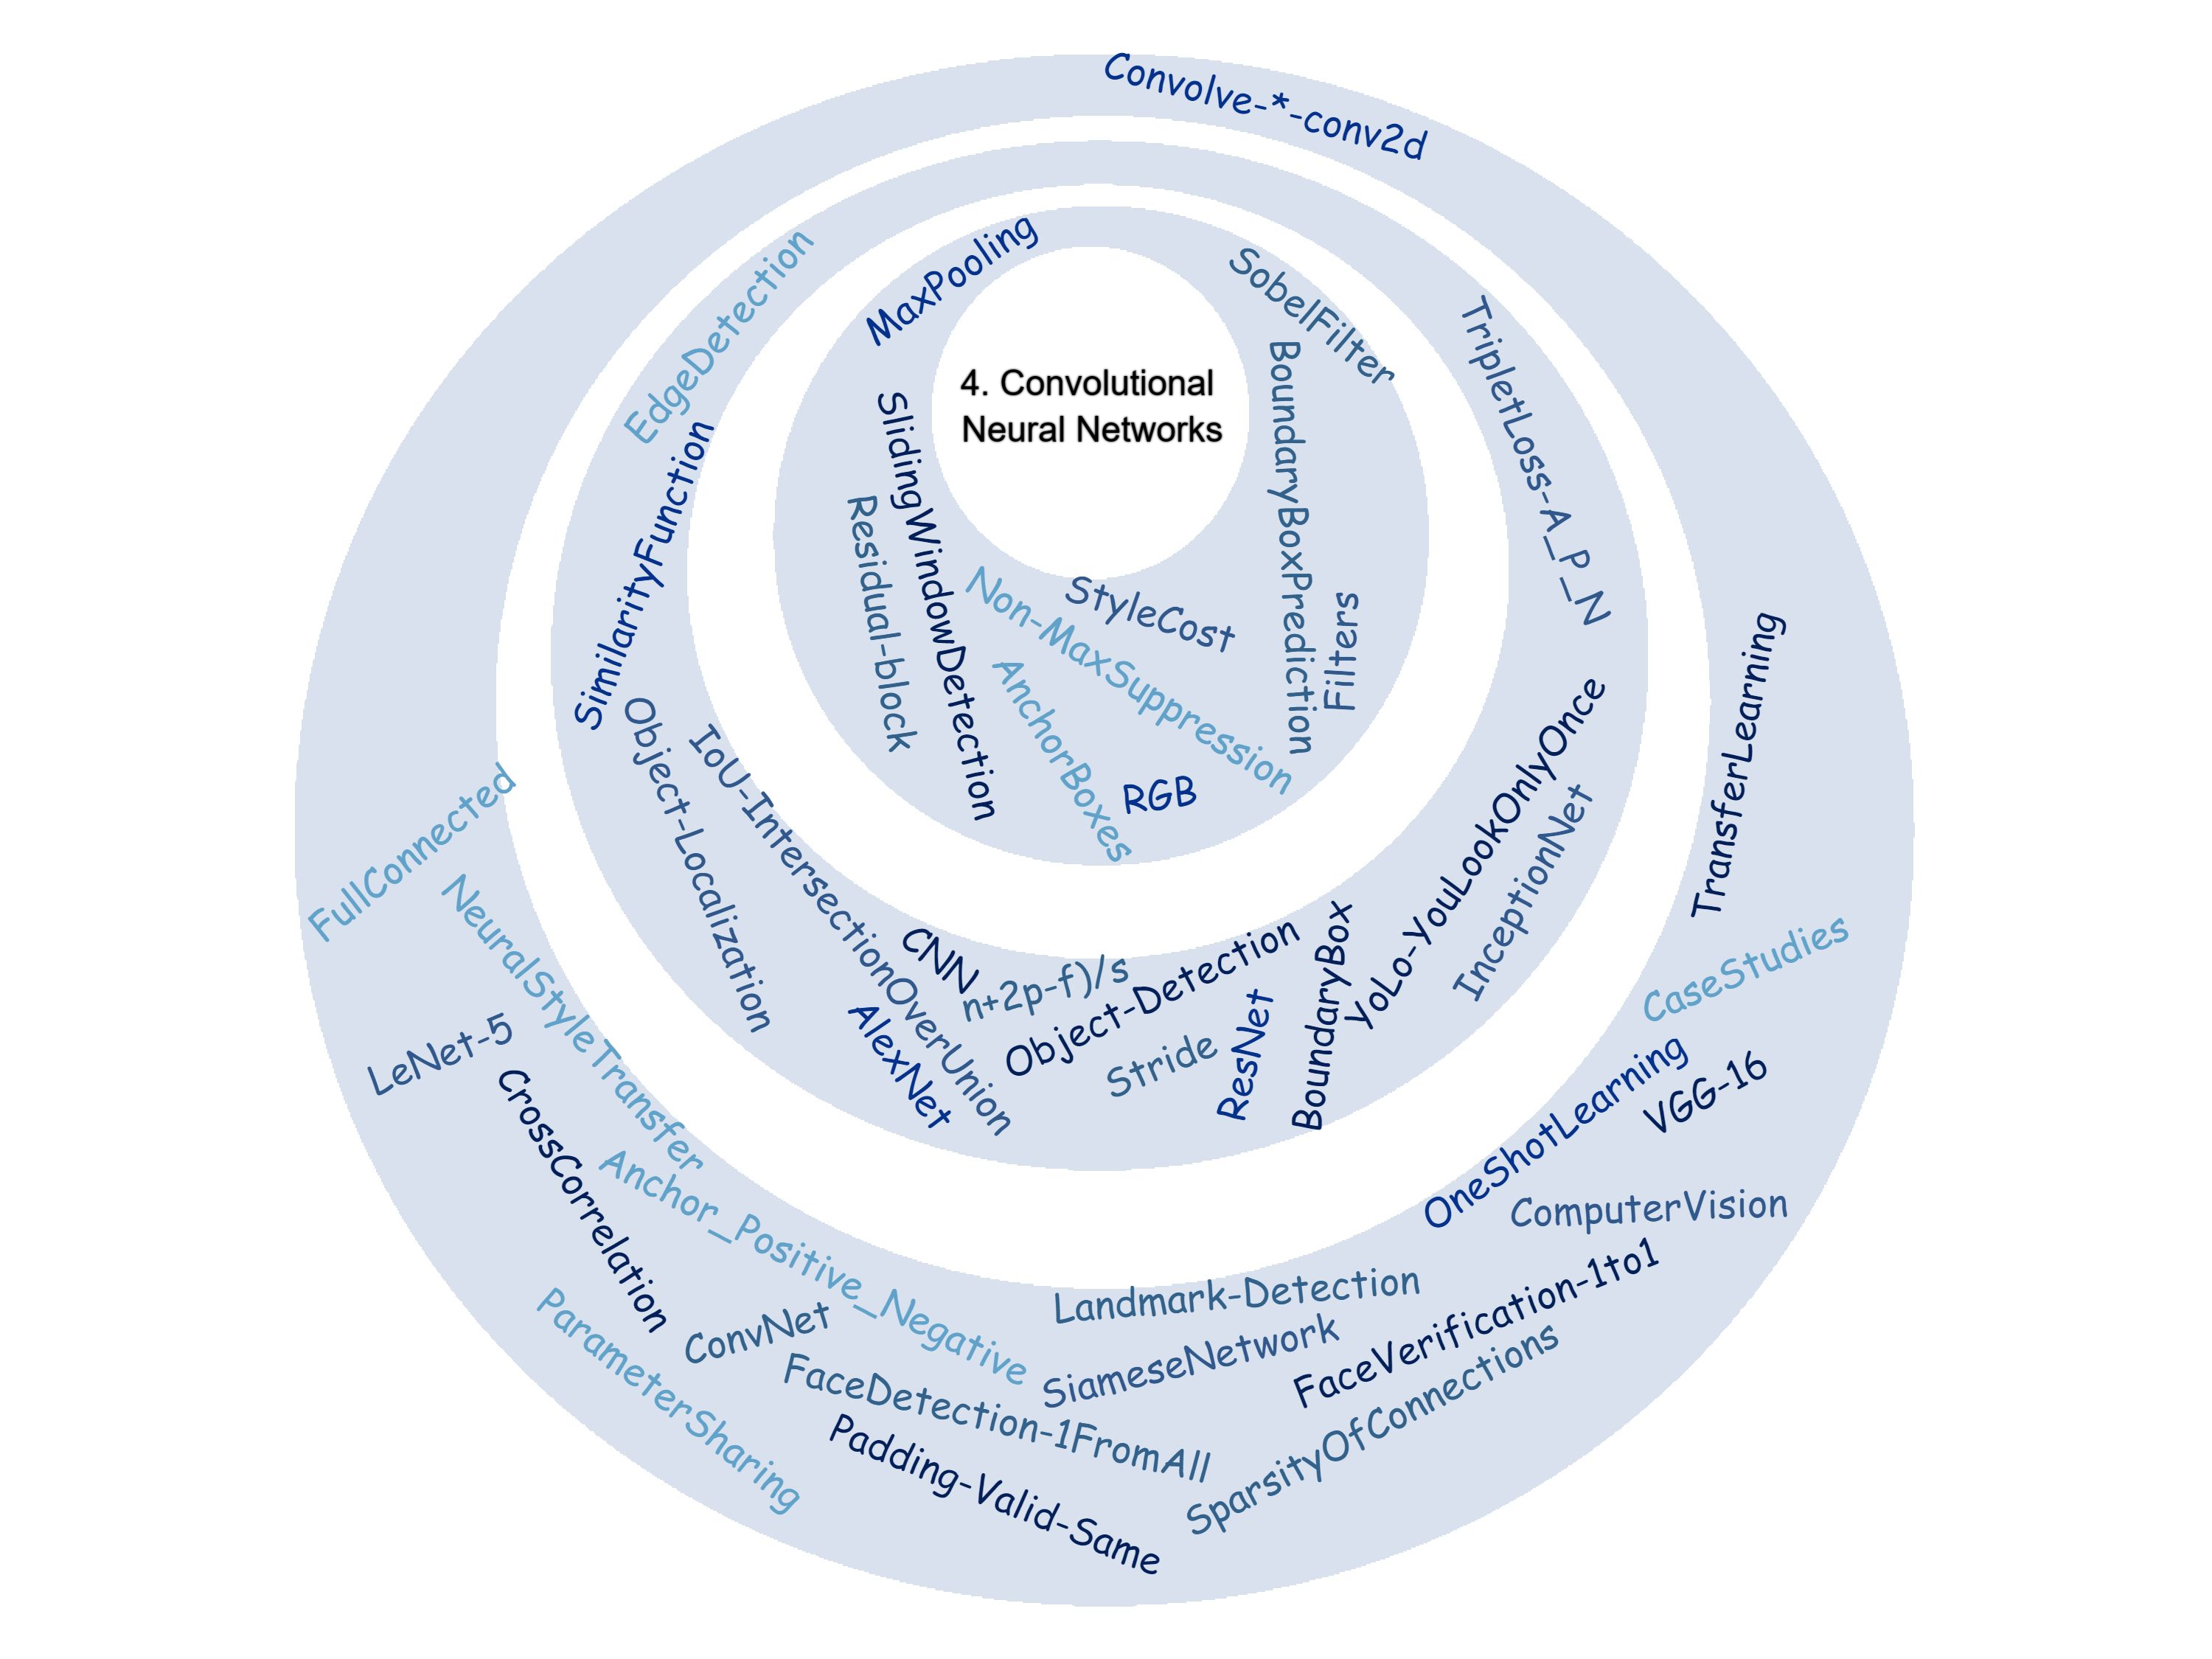 Convolve-*-conv2d
EdgeDetection
MaxPooling
SobelFilter
TripletLoss-A_P_N
4. Convolutional
Neural Networks
SimilarityFunction
SlidingWindowDetection
BoundaryBoxPrediction
Residual-block
Non-MaxSuppression
StyleCost
Filters
AnchorBoxes
RGB
TransferLearning
Object-Localization
IoU-IntersectionOverUnion
YoLo-YouLookOnlyOnce
InceptionNet
FullConnected
NeuralStyleTransfer
CNN
n+2p-f)/s
Object-Detection
BoundaryBox
AlexNet
Stride
ResNet
CaseStudies
LeNet-5
CrossCorrelation
OneShotLearning
VGG-16
Anchor_Positive_Negative
ComputerVision
ParameterSharing
ConvNet
Landmark-Detection
SiameseNetwork
FaceVerification-1to1
FaceDetection-1FromAll
SparsityOfConnections
Padding-Valid-Same